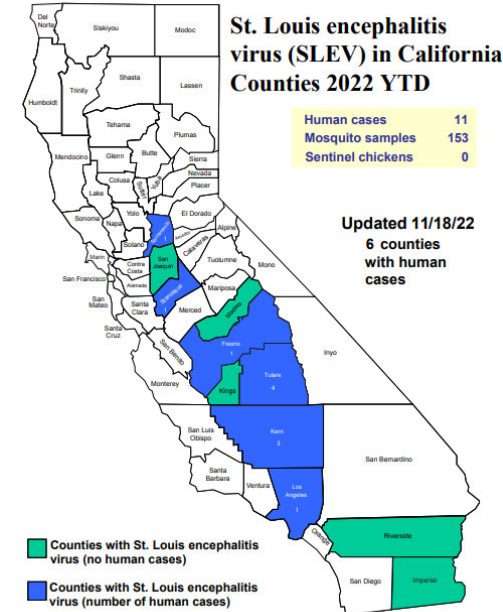 St. Louis encephalitis
virus (SLEV) in California
Counties 2022 YTD
Human cases 11
Mosquito samples 153
Sentinel chickens 0
Updated 11/18/22
6 counties
with human
cases
Del
Norte
Siskiyou
Modoc
Humboldt
Trinity
Shasta
Lassen
Tehama
Plumas
Mendocino
Glenn
Butte
Sierra
Nevada
Placer
Colusa
Sutter
Yuba
Lake
Sonoma
Napa
Yolo
El Dorado
Sacramento
1
Amador
Alpine
Solano
Calaveras
Marin
Contra
Costa
San
Joaquin
Tuolumne
Mono
San Francisco
Alameda
Stanislaus
1
Mariposa
San
Mateo
Santa
Clara
Merced
Madera
Santa
Cruz
San Benito
Fresno
1
Inyo
Monterey
Tulare
4
Kings
San Luis
Obispo
Kern
3
San Bernardino
Santa
Barbara
Ventura
Los
Angeles
1
Orange
Riverside
San Diego
Imperial
Counties with St. Louis encephalitis
virus (no human cases)
Counties with St. Louis encephalitis
virus (number of human cases)